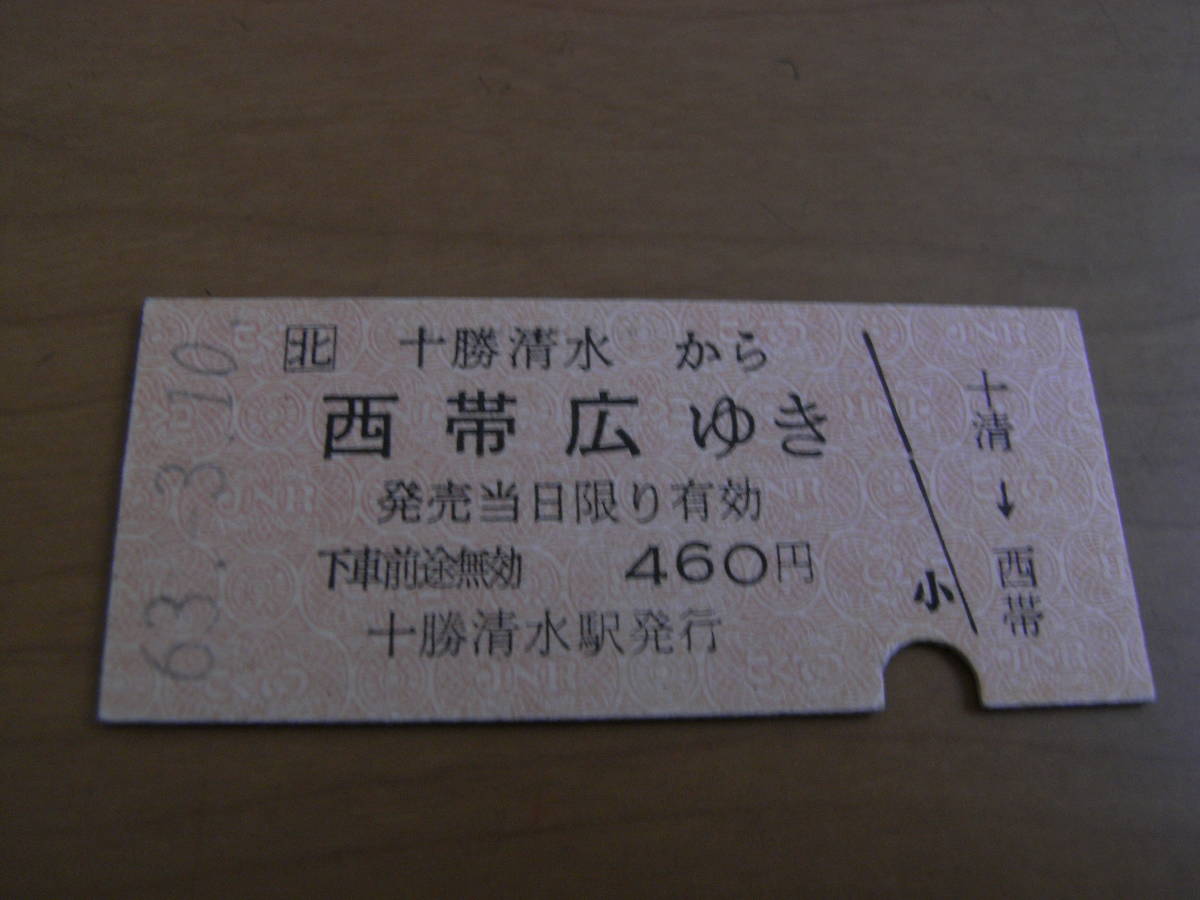 63.-3.10
北 十勝清水 から
西帯広ゆき
発売当日限り有効
下車前途無効 460円
十勝清水駅発行
小
十清→西帯